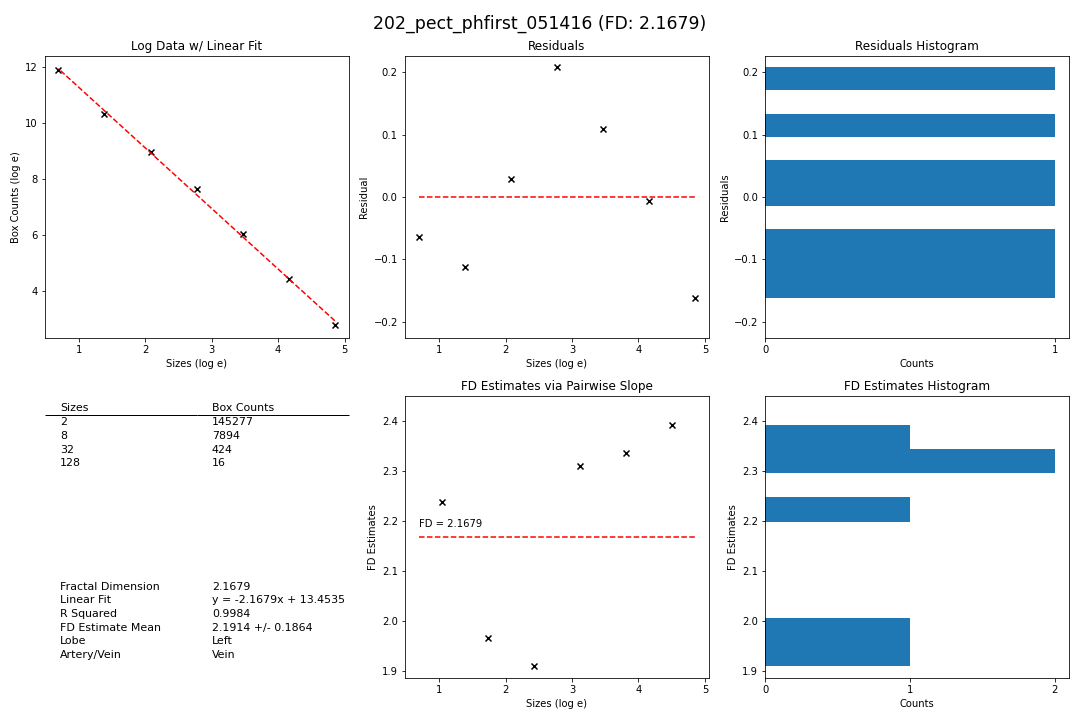 202_pect_phfirst_051416 (FD: 2.1679)
Log Data w/ Linear Fit
Box Counts (log e)
12
10
8
6
4
1 2 3 4 5
Sizes (log e)
Residuals
Residual
0.2
0.1
0.0
−0.1
−0.2
1 2 3 4 5
Sizes (log e)
Residuals Histogram
Residuals
0.2
0.1
0.0
−0.1
−0.2
0 1
Counts
Sizes Box Counts
2 145277
8 7894
32 424
128 16
Fractal Dimension 2.1679
Linear Fit y = -2.1679x + 13.4535
R Squared 0.9984
FD Estimate Mean 2.1914 +/- 0.1864
Lobe Left
Artery/Vein Vein
FD Estimates via Pairwise Slope
FD Estimates
2.4
2.3
2.2
2.1
2.0
1.9
FD = 2.1679
1 2 3 4 5
Sizes (log e)
FD Estimates Histogram
FD Estimates
2.4
2.3
2.2
2.1
2.0
1.9
0 1 2
Counts